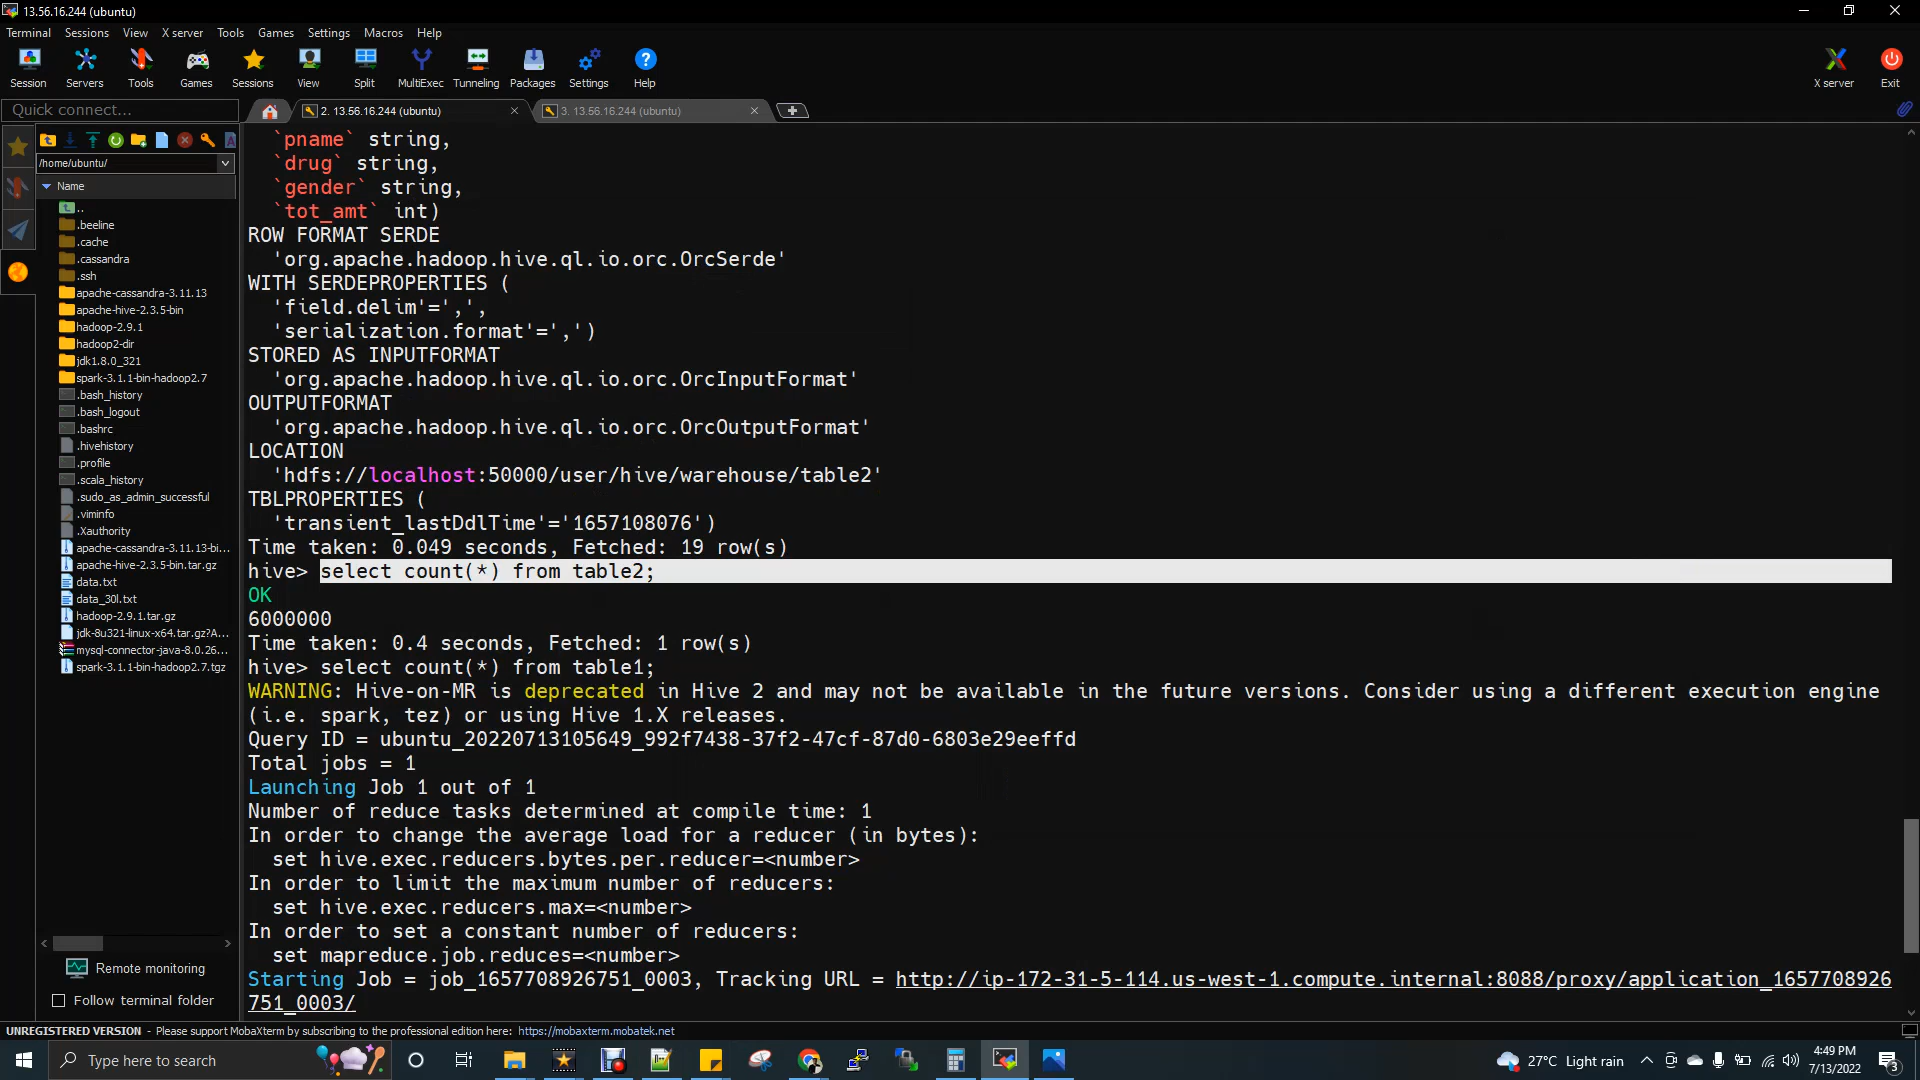 13.56.16.244 (ubuntu)
Terminal Sessions View X server Tools Games Settings Macros Help
Session Servers Tools Games Sessions View Split MultiExec Tunneling Packages Settings Help X server Exit
Quick connect... 2. 13.56.16.244 (ubuntu) 3. 13.56.16.244 (ubuntu)
/home/ubuntu/
Name
..
.beeline
.cache
.cassandra
.ssh
apache-cassandra-3.11.13
apache-hive-2.3.5-bin
hadoop-2.9.1
hadoop2-dir
jdk1.8.0_321
spark-3.1.1-bin-hadoop2.7
.bash_history
.bash_logout
.bashrc
.hivehistory
.profile
.scala_history
.sudo_as_admin_successful
.viminfo
.Xauthority
apache-cassandra-3.11.13-bi...
apache-hive-2.3.5-bin.tar.gz
data.txt
data_30l.txt
hadoop-2.9.1.tar.gz
jdk-8u321-linux-x64.tar.gz?A...
mysql-connector-java-8.0.26...
spark-3.1.1-bin-hadoop2.7.tgz
Remote monitoring
Follow terminal folder
`pname` string,
`drug` string,
`gender` string,
`tot_amt` int)
ROW FORMAT SERDE
'org.apache.hadoop.hive.ql.io.orc.OrcSerde'
WITH SERDEPROPERTIES (
'field.delim'=',',
'serialization.format'=',')
STORED AS INPUTFORMAT
'org.apache.hadoop.hive.ql.io.orc.OrcInputFormat'
OUTPUTFORMAT
'org.apache.hadoop.hive.ql.io.orc.OrcOutputFormat'
LOCATION
'hdfs://localhost:50000/user/hive/warehouse/table2'
TBLPROPERTIES (
'transient_lastDdlTime'='1657108076')
Time taken: 0.049 seconds, Fetched: 19 row(s)
hive> select count(*) from table2;
OK
6000000
Time taken: 0.4 seconds, Fetched: 1 row(s)
hive> select count(*) from table1;
WARNING: Hive-on-MR is deprecated in Hive 2 and may not be available in the future versions. Consider using a different execution engine
(i.e. spark, tez) or using Hive 1.X releases.
Query ID = ubuntu_20220713105649_992f7438-37f2-47cf-87d0-6803e29eeffd
Total jobs = 1
Launching Job 1 out of 1
Number of reduce tasks determined at compile time: 1
In order to change the average load for a reducer (in bytes):
set hive.exec.reducers.bytes.per.reducer=<number>
In order to limit the maximum number of reducers:
set hive.exec.reducers.max=<number>
In order to set a constant number of reducers:
set mapreduce.job.reduces=<number>
Starting Job = job_1657708926751_0003, Tracking URL = http://ip-172-31-5-114.us-west-1.compute.internal:8088/proxy/application_1657708926
751_0003/
UNREGISTERED VERSION - Please support MobaXterm by subscribing to the professional edition here: https://mobaxterm.mobatek.net
Type here to search
27°C Light rain
4:49 PM
7/13/2022
3